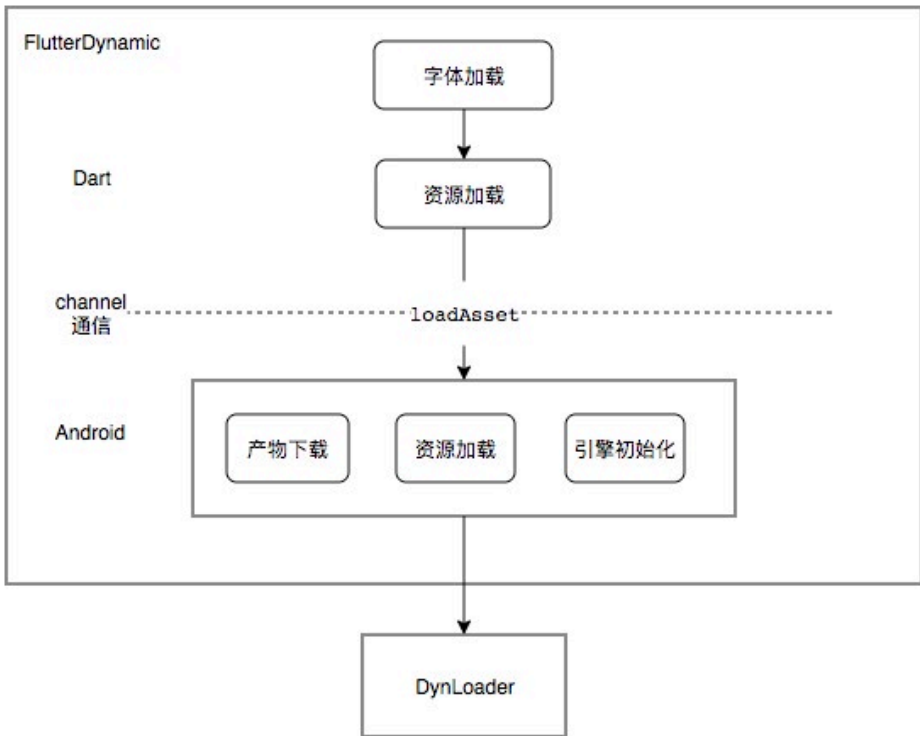 FlutterDynamic
字体加载
Dart
资源加载
channel
通信
loadAsset
Android
产物下载
资源加载
引擎初始化
DynLoader